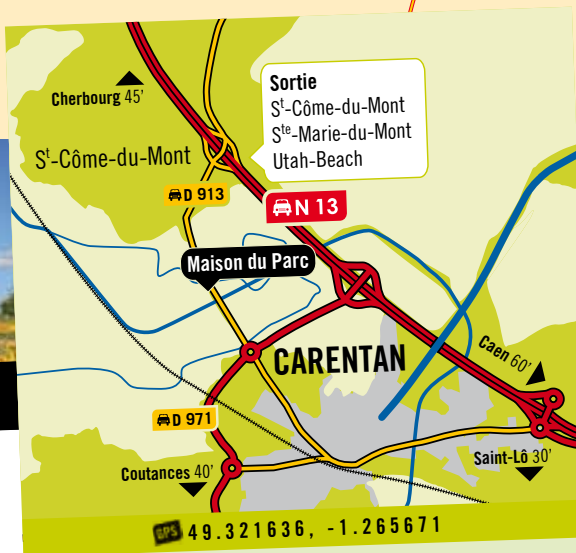 Cherbourg 45'
Sortie
St-Côme-du-Mont
Ste-Marie-du-Mont
Utah-Beach
St-Côme-du-Mont
D 913
N 13
Maison du Parc
CARENTAN
Caen 60'
D 971
Coutances 40'
Saint-Lô 30'
GPS 49.321636, -1.265671